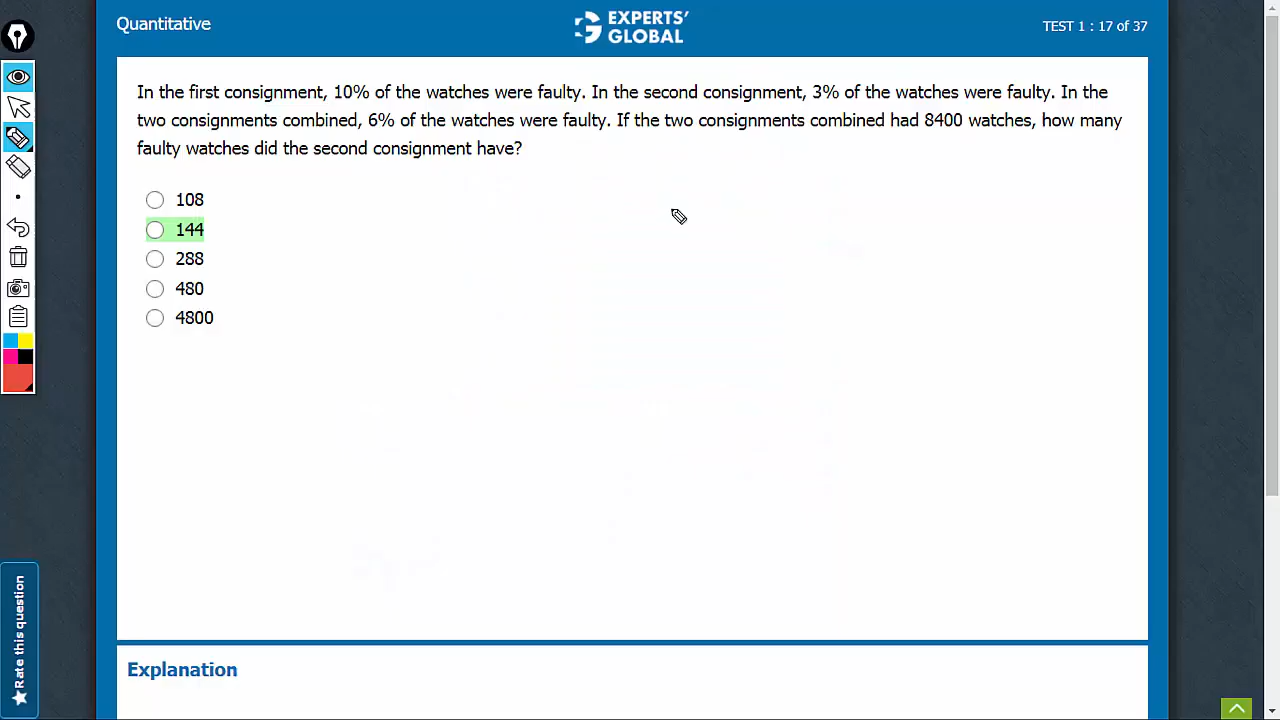 Quantitative
EXPERTS'
GLOBAL
TEST 1 : 17 of 37
In the first consignment, 10% of the watches were faulty. In the second consignment, 3% of the watches were faulty. In the
two consignments combined, 6% of the watches were faulty. If the two consignments combined had 8400 watches, how many
faulty watches did the second consignment have?
108
144
288
480
4800
Rate this question
Explanation